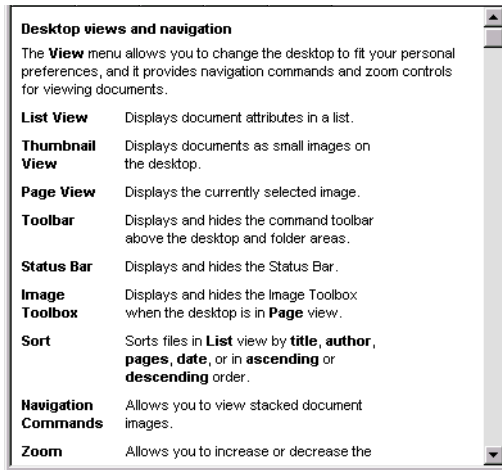 Desktop views and navigation
The View menu allows you to change the desktop to fit your personal
preferences, and it provides navigation commands and zoom controls
for viewing documents.
List View Displays document attributes in a list.
Thumbnail Displays documents as small images on
View the desktop.
Page View Displays the currently selected image.
Toolbar Displays and hides the command toolbar
above the desktop and folder areas.
Status Bar Displays and hides the Status Bar.
Image Displays and hides the Image Toolbox
Toolbox when the desktop is in Page view.
Sort Sorts files in List view by title, author,
pages, date, or in ascending or
descending order.
Navigation Allows you to view stacked document
Commands images.
Zoom Allows you to increase or decrease the